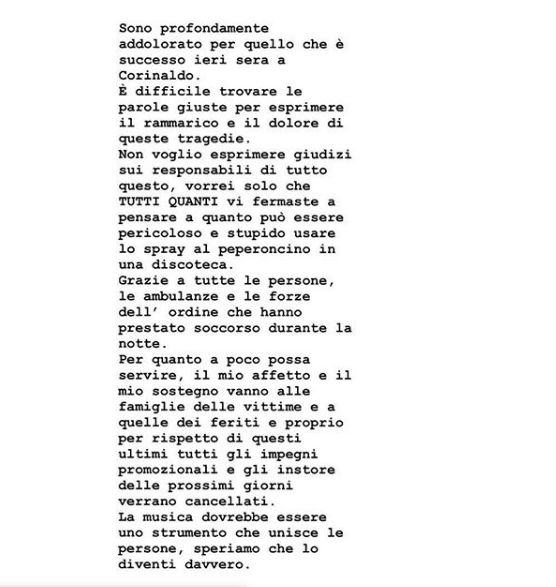 Sono profondamente
addolorato per quello che è
successo ieri sera a
Corinaldo.
È difficile trovare le
parole giuste per esprimere
il rammarico e il dolore di
queste tragedie.
Non voglio esprimere giudizi
sui responsabili di tutto
questo, vorrei solo che
TUTTI QUANTI vi fermaste a
pensare a quanto può essere
pericoloso e stupido usare
lo spray al peperoncino in
una discoteca.
Grazie a tutte le persone,
le ambulanze e le forze
dell’ ordine che hanno
prestato soccorso durante la
notte.
Per quanto a poco possa
servire, il mio affetto e il
mio sostegno vanno alle
famiglie delle vittime e a
quelle dei feriti e proprio
per rispetto di questi
ultimi tutti gli impegni
promozionali e gli instore
delle prossimi giorni
verrano cancellati.
La musica dovrebbe essere
uno strumento che unisce le
persone, speriamo che lo
diventi davvero.